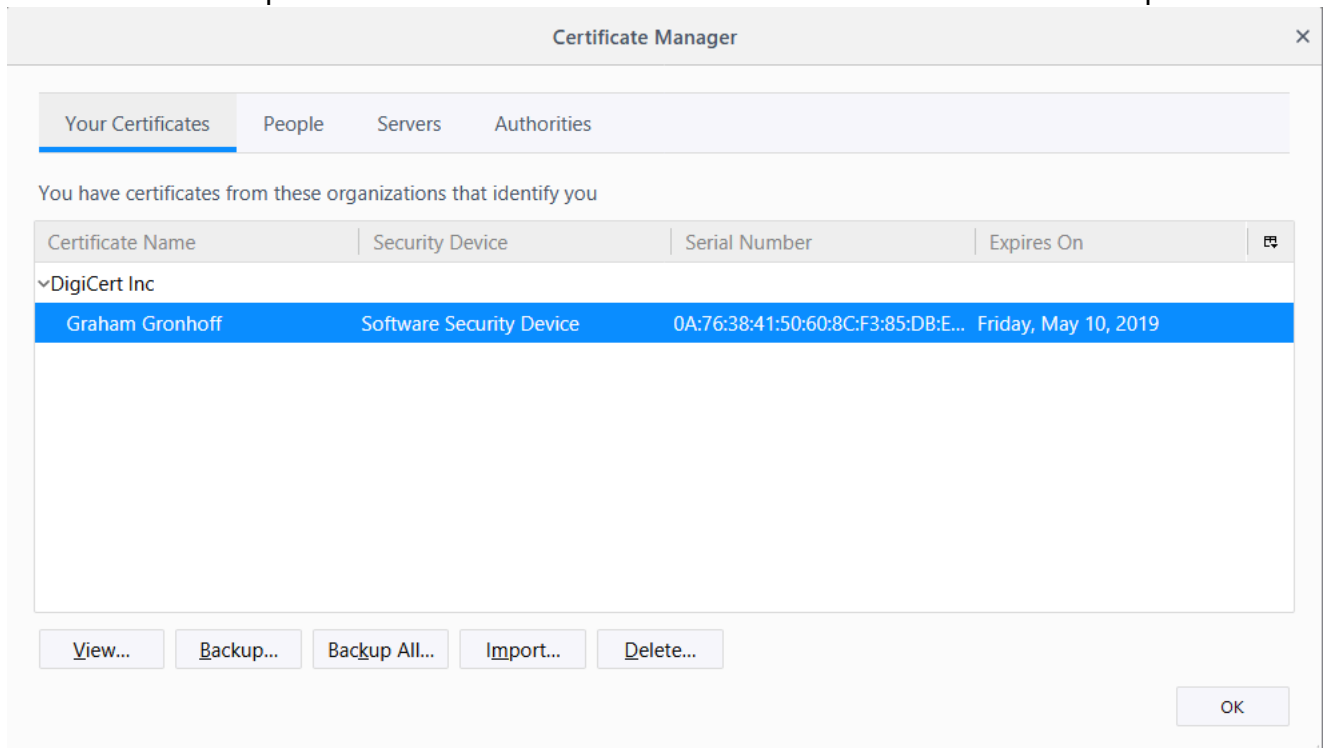 Certificate Manager
Your Certificates People Servers Authorities
You have certificates from these organizations that identify you
Certificate Name Security Device Serial Number Expires On
DigiCert Inc
Graham Gronhoff Software Security Device 0A:76:38:41:50:60:8C:F3:85:DB:E... Friday, May 10, 2019
View... Backup... Backup All... Import... Delete...
OK